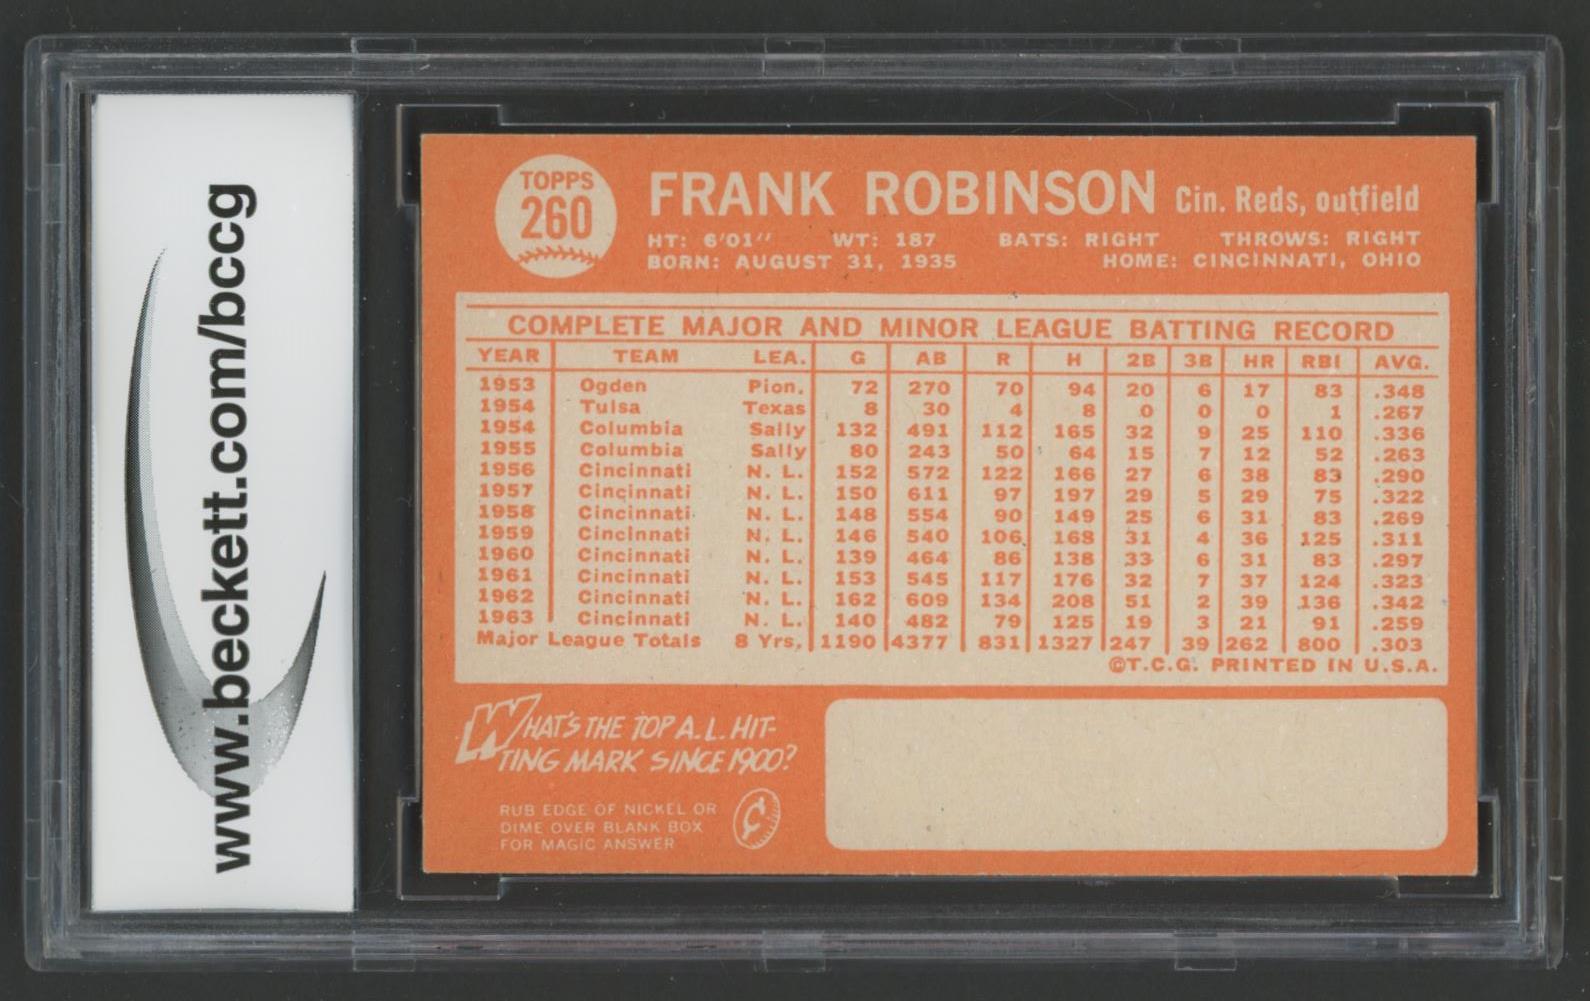 www.beckett.com/bccg
TOPPS
260
FRANK ROBINSON Cin. Reds, outfield
HT: 6'01" WT: 187 BATS: RIGHT THROWS: RIGHT
BORN: AUGUST 31, 1935 HOME: CINCINNATI, OHIO
COMPLETE MAJOR AND MINOR LEAGUE BATTING RECORD
YEAR TEAM LEA. G AB R H 2B 3B HR RBI AVG.
1953 Ogden Pion. 72 270 70 94 20 6 17 83 .348
1954 Tulsa Texas 8 30 4 8 0 0 0 1 .267
1954 Columbia Sally 132 491 112 165 32 9 25 110 .336
1955 Columbia Sally 80 243 50 64 15 7 12 52 .263
1956 Cincinnati N. L. 152 572 122 166 27 6 38 83 .290
1957 Cincinnati N. L. 150 611 97 197 29 5 29 75 .322
1958 Cincinnati N. L. 148 554 90 149 25 6 31 83 .269
1959 Cincinnati N. L. 146 540 106 168 31 4 36 125 .311
1960 Cincinnati N. L. 139 464 86 138 33 6 31 83 .297
1961 Cincinnati N. L. 153 545 117 176 32 7 37 124 .323
1962 Cincinnati N. L. 162 609 134 208 51 2 39 136 .342
1963 Cincinnati N. L. 140 482 79 125 19 3 21 91 .259
Major League Totals 8 Yrs. 1190 4377 831 1327 247 39 262 800 .303
©T.C.G. PRINTED IN U.S.A.
WHAT'S THE TOP A.L. HIT-
TING MARK SINCE 1900?
RUB EDGE OF NICKEL OR
DIME OVER BLANK BOX
FOR MAGIC ANSWER